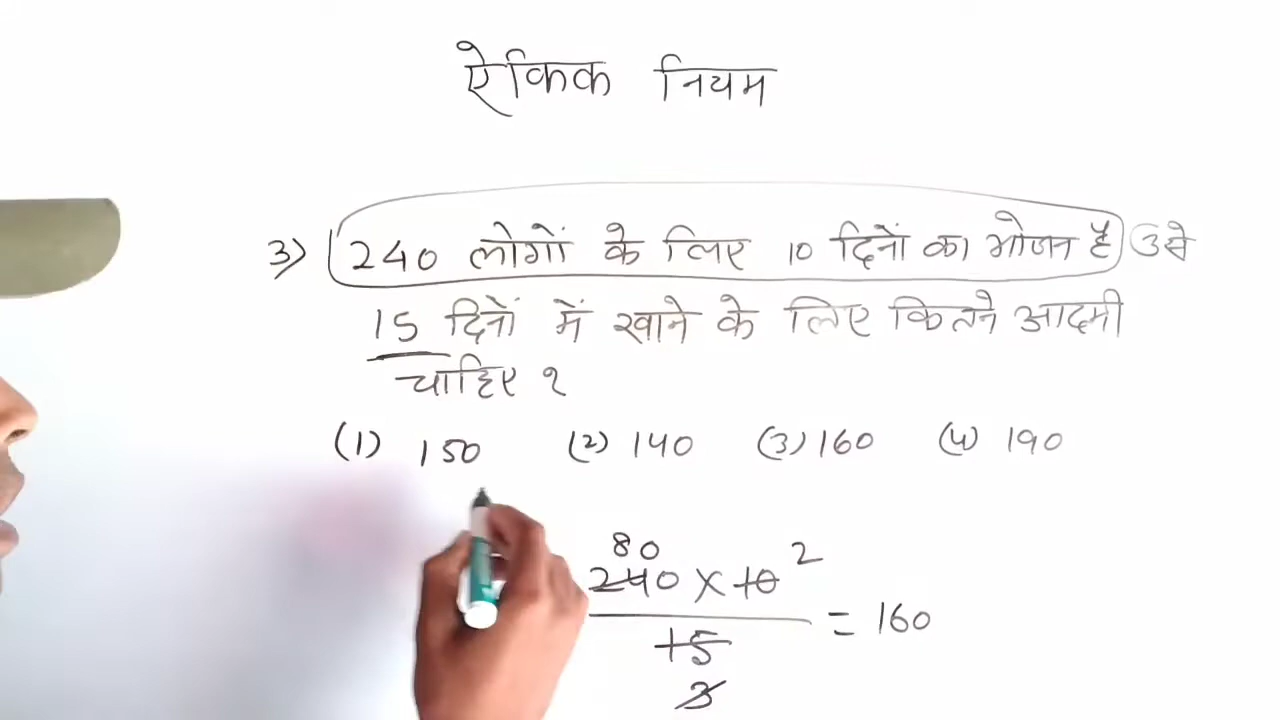 ऐकिक नियम
3) 240 लोगों के लिए 10 दिनों का भोजन है उसे
15 दिनों में खाने के लिए कितने आदमी
चाहिए ?
(1) 150 (2) 140 (3) 160 (4) 190
80 2
240 X 10
= 160
15
3